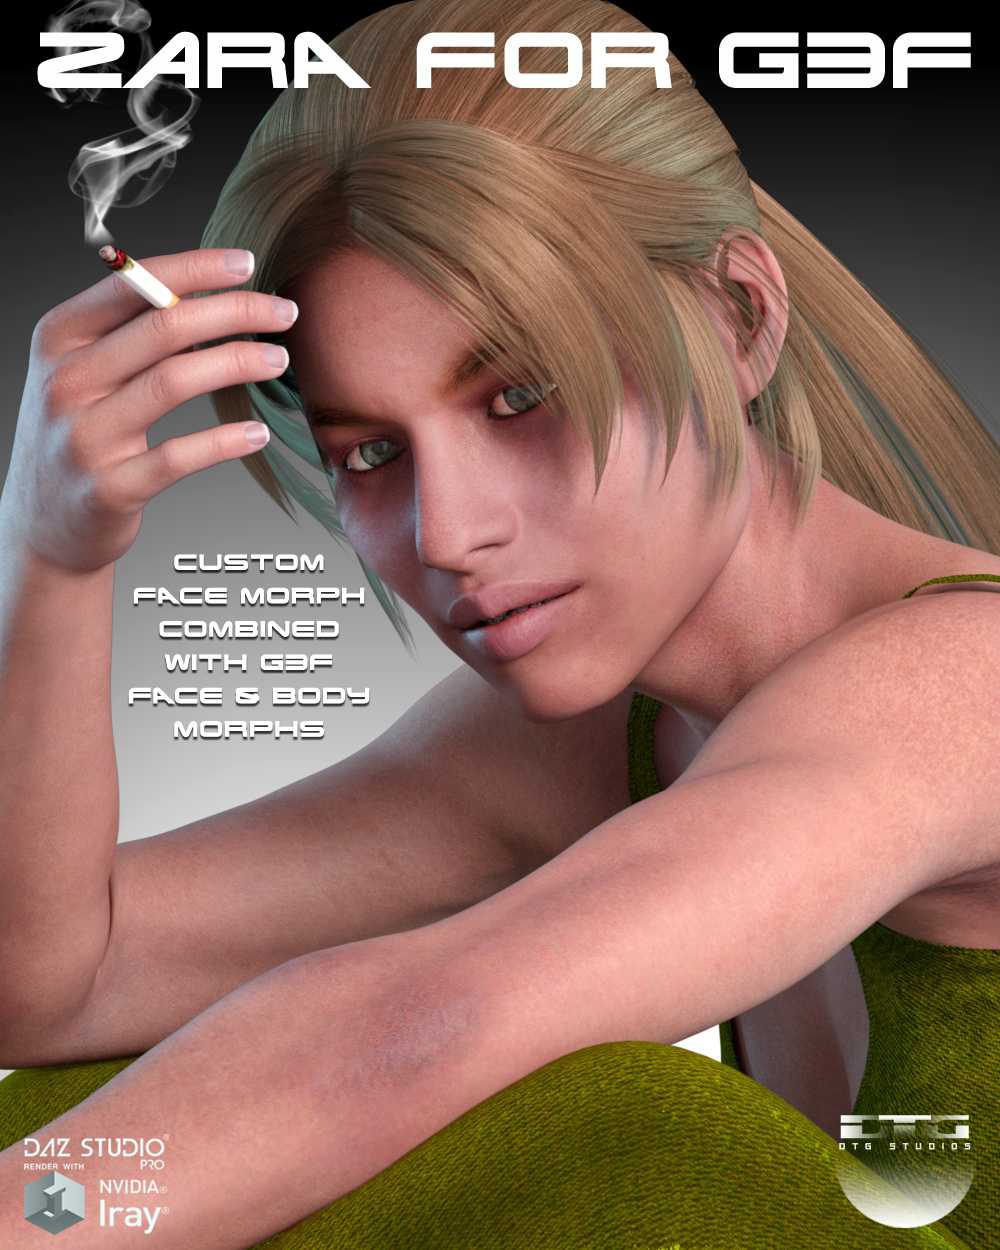 ZARA FOR G3F
CUSTOM
FACE MORPH
COMBINED
WITH G3F
FACE & BODY
MORPHS
DAZ STUDIO®
RENDER WITH PRO
NVIDIA®
Iray®
DTG
DTG STUDIOS